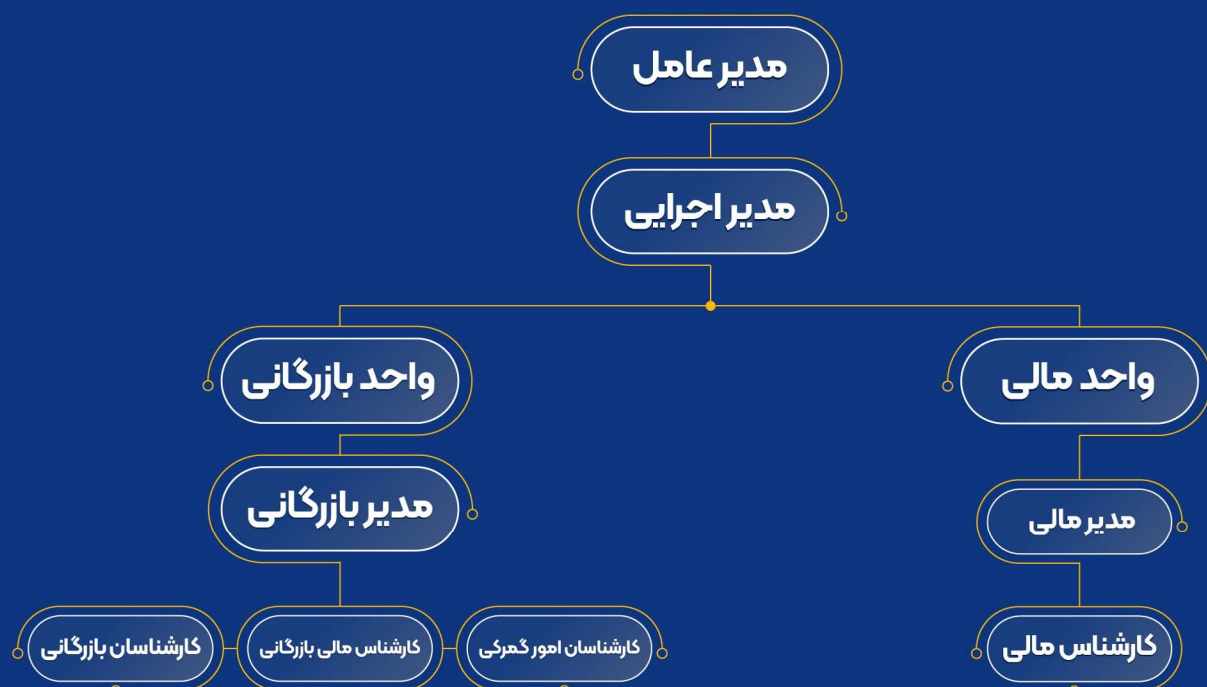 مدیر عامل
مدیر اجرایی
واحد مالی
واحد بازرگانی
مدیر مالی
مدیر بازرگانی
کارشناس مالی
کارشناسان امور گمرکی
کارشناس مالی بازرگانی
کارشناسان بازرگانی